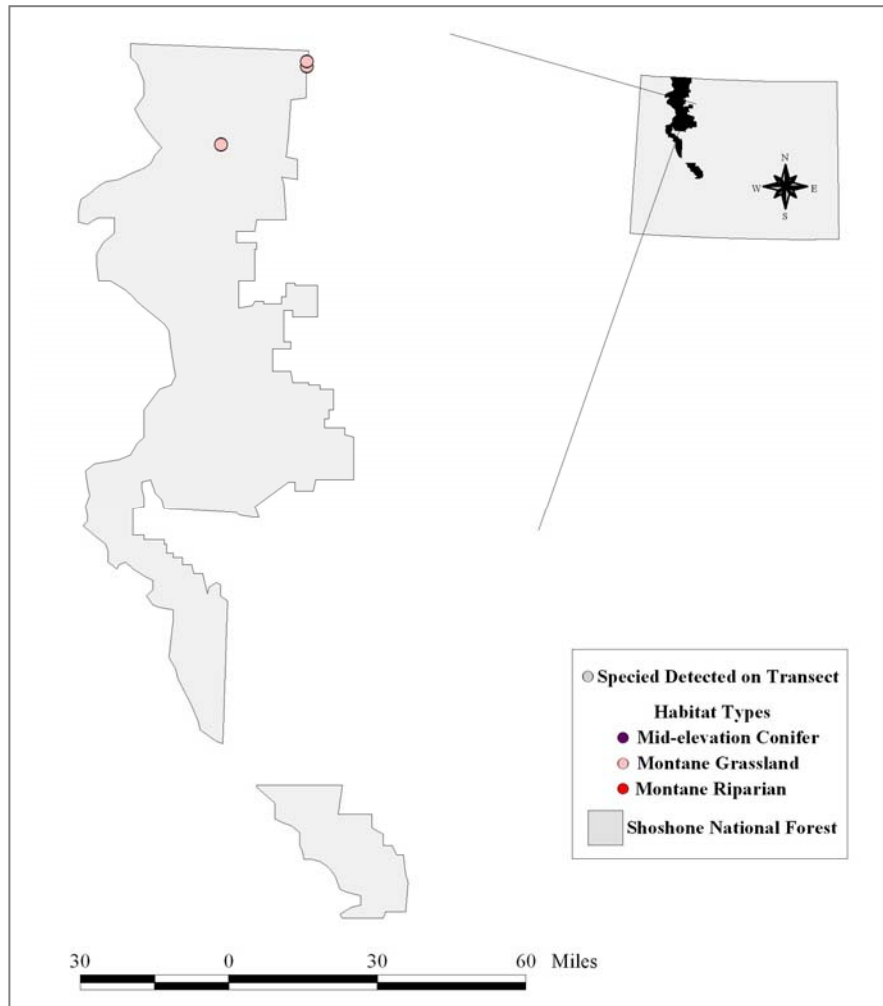 N
W E
S
Specied Detected on Transect
Habitat Types
Mid-elevation Conifer
Montane Grassland
Montane Riparian
Shoshone National Forest
30 0 30 60 Miles